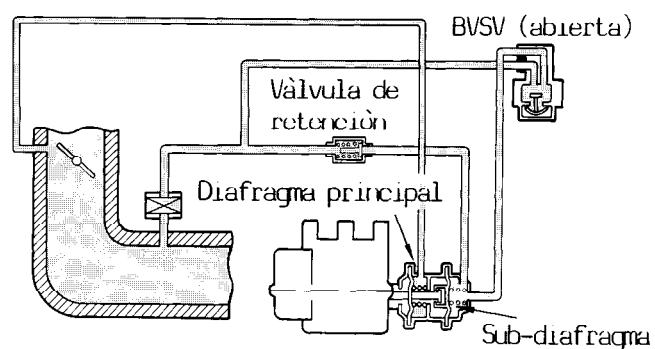 BVSV (abierta)
Vàlvula de
retenciòn
Diafragma principal
Sub-diafragma